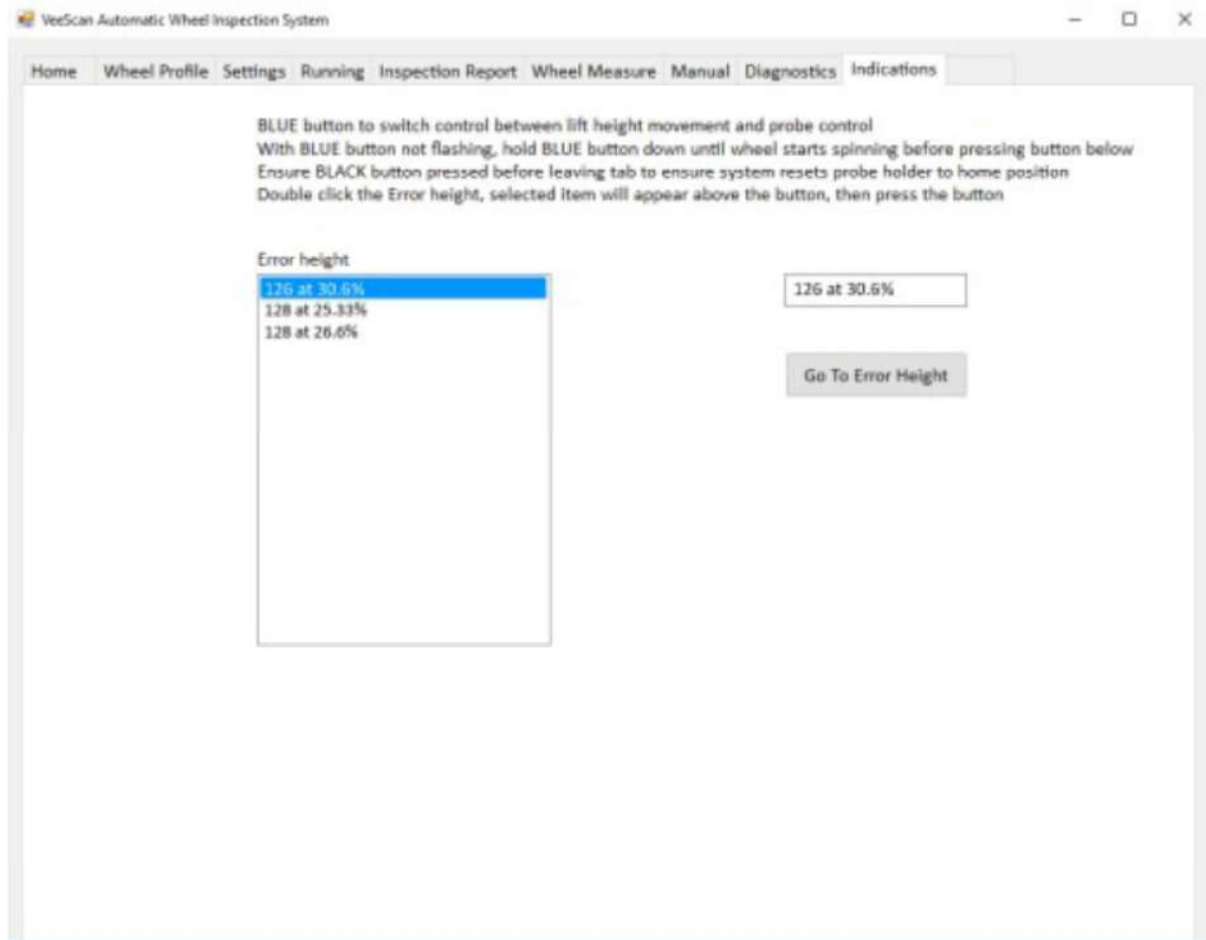 VeeScan Automatic Wheel Inspection System
Home Wheel Profile Settings Running Inspection Report Wheel Measure Manual Diagnostics Indications
BLUE button to switch control between lift height movement and probe control
With BLUE button not flashing, hold BLUE button down until wheel starts spinning before pressing button below
Ensure BLACK button pressed before leaving tab to ensure system resets probe holder to home position
Double click the Error height, selected item will appear above the button, then press the button
Error height
126 at 30.6%
128 at 25.33%
128 at 26.6%
126 at 30.6%
Go To Error Height